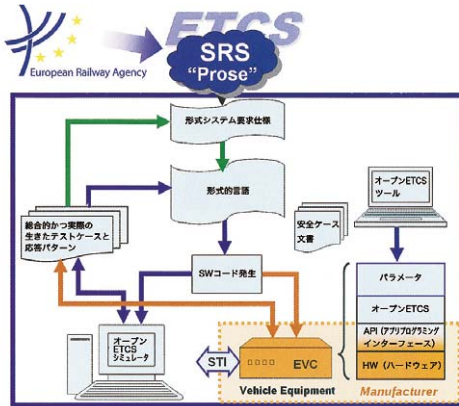 ETCS
SRS
“Prose”
European Railway Agency
形式システム要求仕様
形式的言語
オープンETCS
ツール
総合的かつ実際の
生きたテストケースと
応答パターン
安全ケース
文書
SWコード発生
パラメータ
オープンETCS
API (アプリプログラミング
インターフェース)
HW (ハードウェア)
オープン
ETCS
シミュレータ
STI
EVC
Vehicle Equipment
Manufacturer